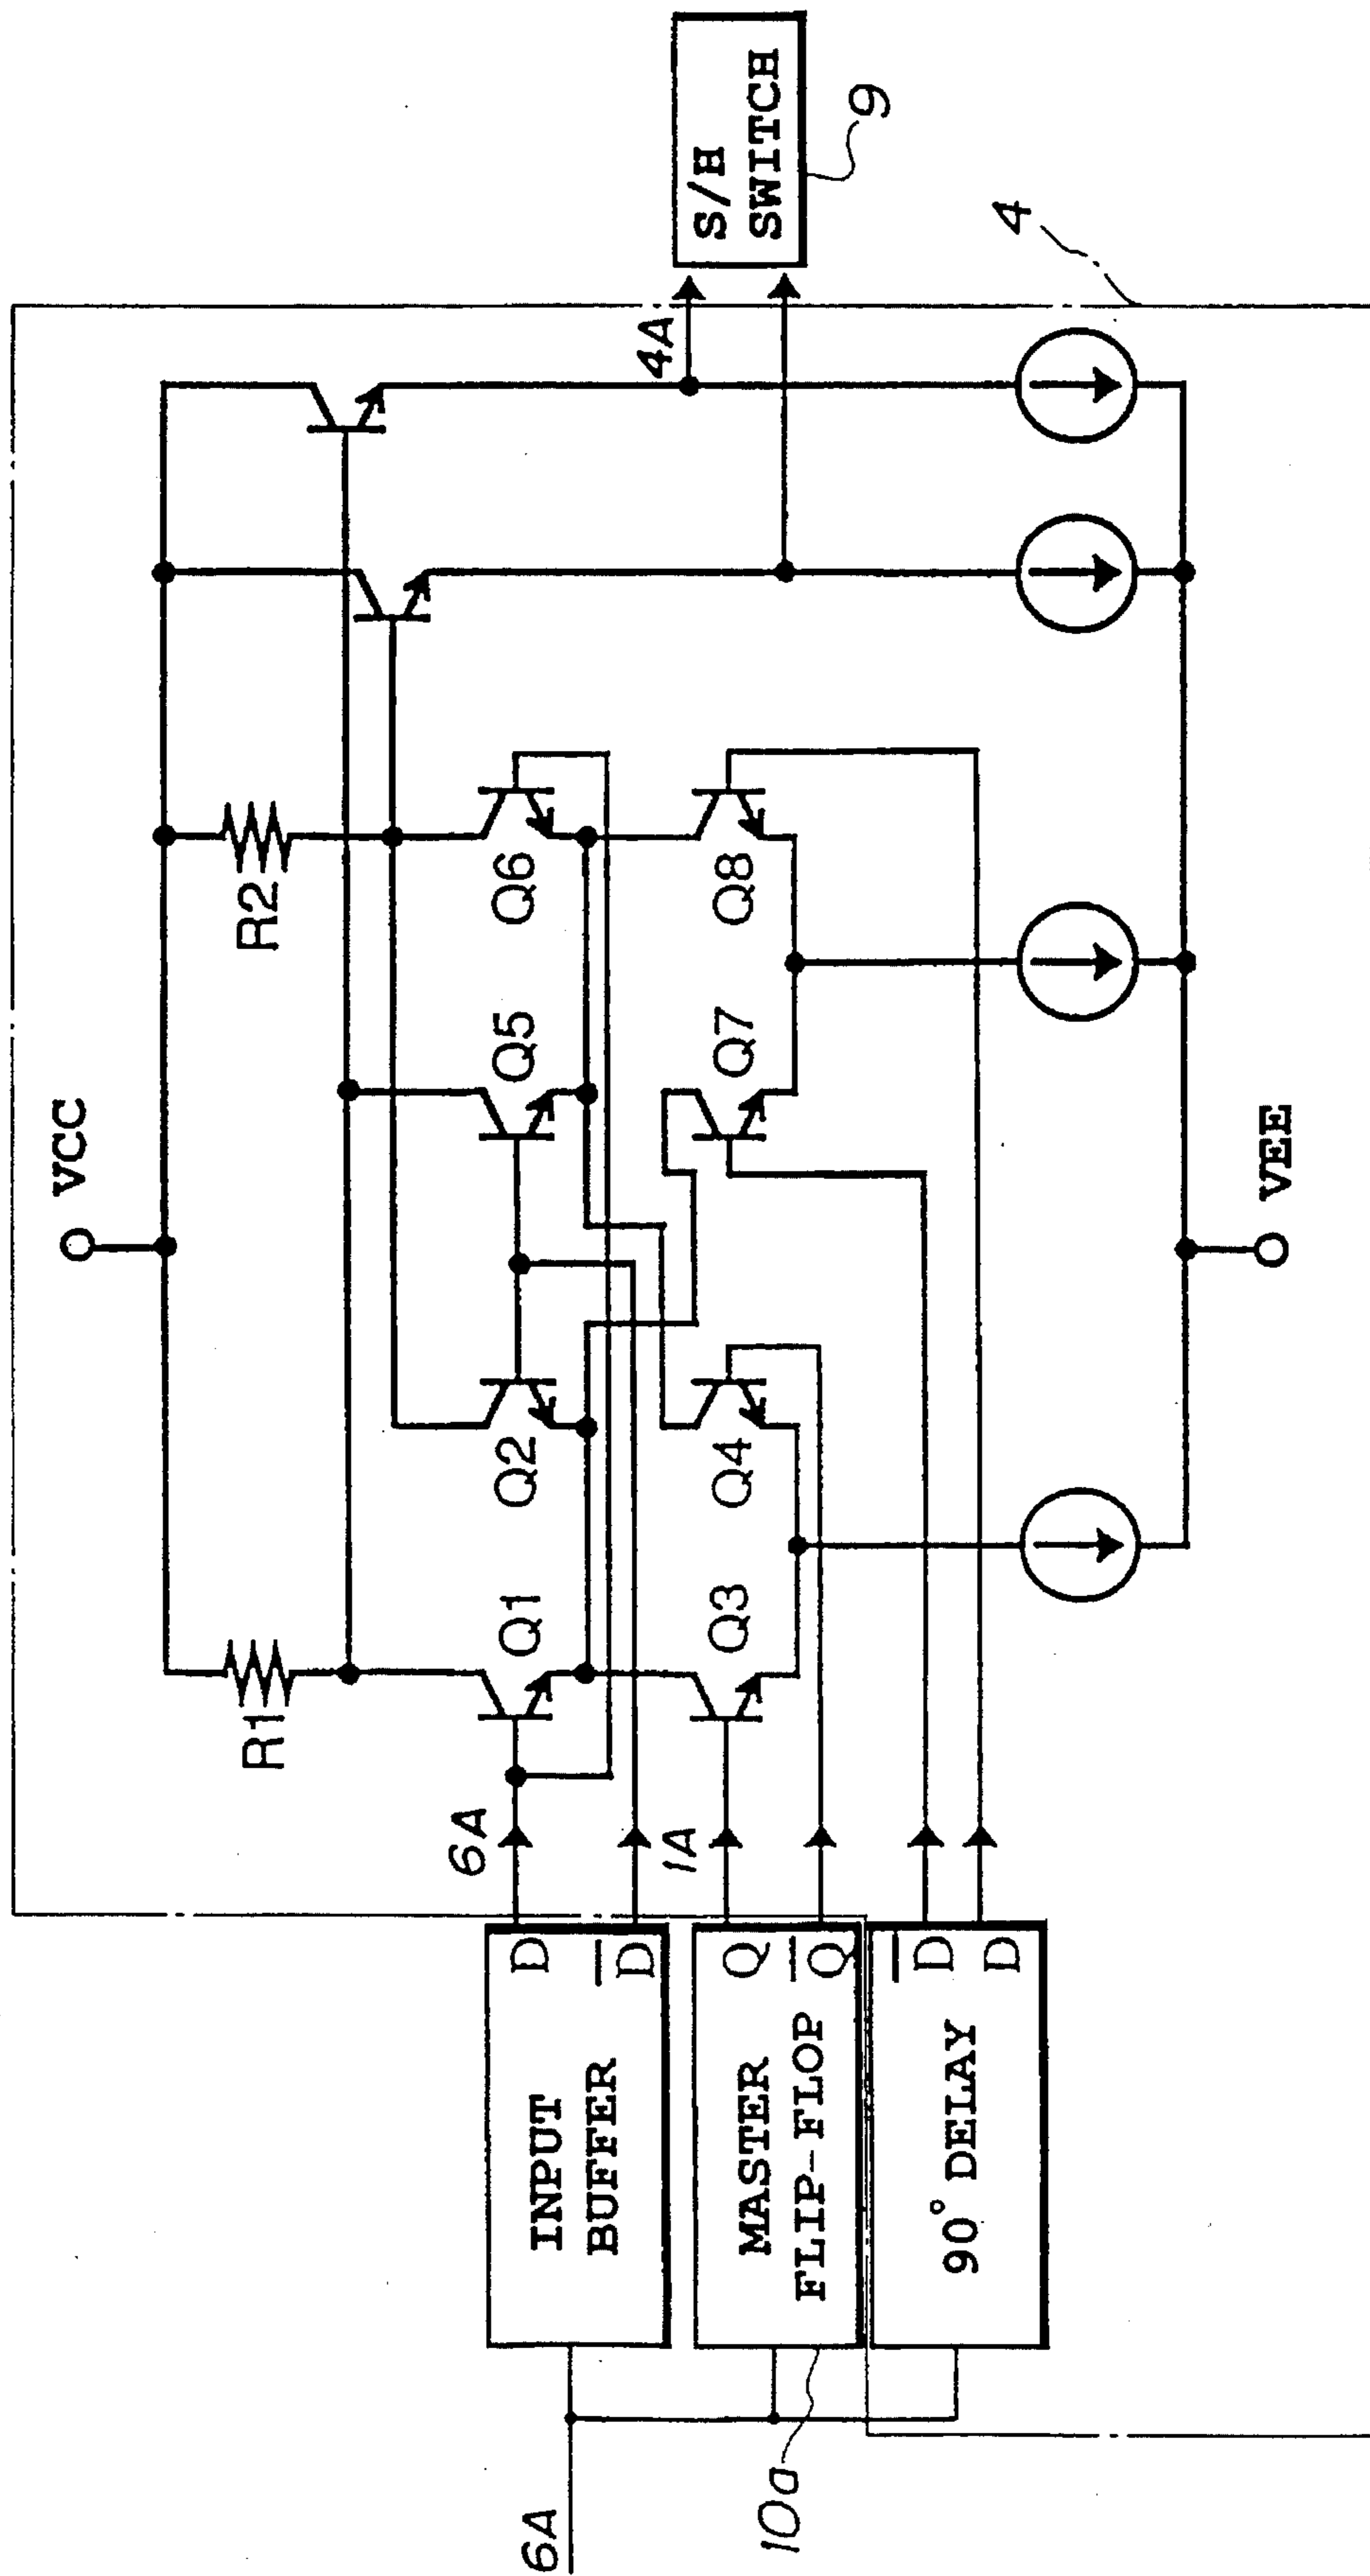 VCC
R1
R2
Q1
Q2
Q5
Q6
4A
S/H
SWITCH
9
6A
1A
Q3
Q4
Q7
Q8
4
6A
INPUT
BUFFER
D
D̅
MASTER
FLIP-FLOP
Q
Q̅
10a
90° DELAY
D̅
D
VEE